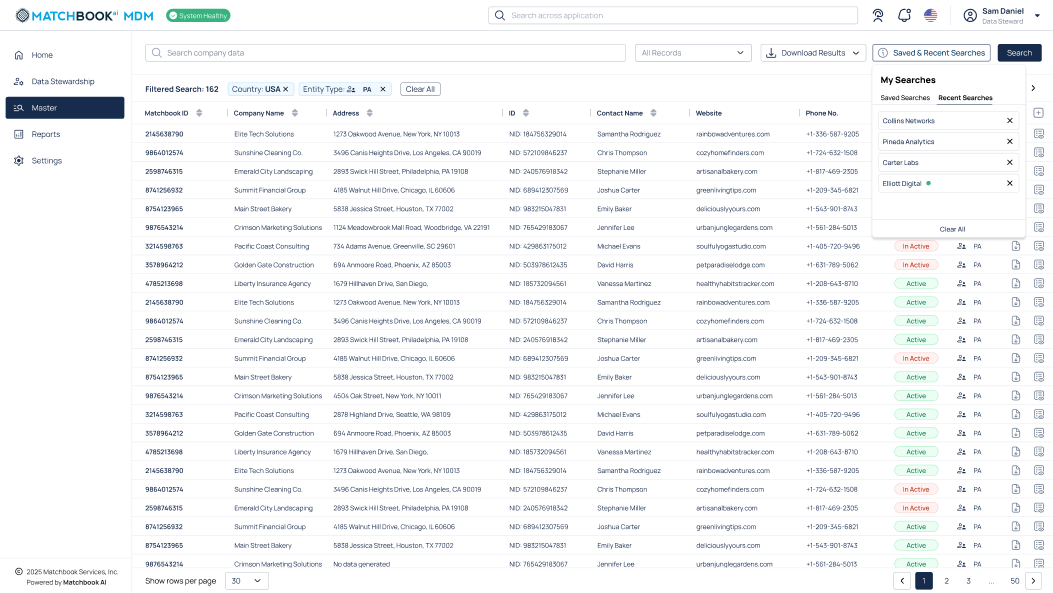 MATCHBOOK ai MDM
System Healthy
Search across application
Sam Daniel
Data Steward
Home
Data Stewardship
Master
Reports
Settings
Search company data
All Records
Download Results
Saved & Recent Searches
Search
Filtered Search: 162 Country: USA Entity Type: PA Clear All
My Searches
Saved Searches Recent Searches
Collins Networks
Pineda Analytics
Carter Labs
Elliott Digital
Clear All
Matchbook ID Company Name Address ID Contact Name Website Phone No.
2145638790 Elite Tech Solutions 1273 Oakwood Avenue, New York, NY 10013 NID: 184756329014 Samantha Rodriguez rainbowadventures.com +1-336-587-9205
9864012574 Sunshine Cleaning Co. 3496 Canis Heights Drive, Los Angeles, CA 90019 NID: 572109846237 Chris Thompson cozyhomefinders.com +1-724-632-1508
2598746315 Emerald City Landscaping 2893 Swick Hill Street, Philadelphia, PA 19108 NID: 240576918342 Stephanie Miller artisanalbakery.com +1-817-469-2305
8741256932 Summit Financial Group 4185 Walnut Hill Drive, Chicago, IL 60606 NID: 689412307569 Joshua Carter greenlivingtips.com +1-209-345-6821
8754123965 Main Street Bakery 5838 Jessica Street, Houston, TX 77002 NID: 983215047831 Emily Baker deliciouslyyours.com +1-543-901-8743
9876543214 Crimson Marketing Solutions 1124 Meadowbrook Mall Road, Woodbridge, VA 22191 NID: 765429183067 Jennifer Lee urbanjunglegardens.com +1-561-284-5013
3214598763 Pacific Coast Consulting 734 Adams Avenue, Greenville, SC 29601 NID: 429863175012 Michael Evans soulfulyogastudio.com +1-405-720-9496 In Active PA
3578964212 Golden Gate Construction 694 Anmoore Road, Phoenix, AZ 85003 NID: 503978612435 David Harris petparadiselodge.com +1-631-789-5062 In Active PA
4785213698 Liberty Insurance Agency 1679 Hillhaven Drive, San Diego, NID: 185732094561 Vanessa Martinez healthyhabitstracker.com +1-208-643-8710 Active PA
2145638790 Elite Tech Solutions 1273 Oakwood Avenue, New York, NY 10013 NID: 184756329014 Samantha Rodriguez rainbowadventures.com +1-336-587-9205 Active PA
9864012574 Sunshine Cleaning Co. 3496 Canis Heights Drive, Los Angeles, CA 90019 NID: 572109846237 Chris Thompson cozyhomefinders.com +1-724-632-1508 Active PA
2598746315 Emerald City Landscaping 2893 Swick Hill Street, Philadelphia, PA 19108 NID: 240576918342 Stephanie Miller artisanalbakery.com +1-817-469-2305 Active PA
8741256932 Summit Financial Group 4185 Walnut Hill Drive, Chicago, IL 60606 NID: 689412307569 Joshua Carter greenlivingtips.com +1-209-345-6821 In Active PA
8754123965 Main Street Bakery 5838 Jessica Street, Houston, TX 77002 NID: 983215047831 Emily Baker deliciouslyyours.com +1-543-901-8743 Active PA
9876543214 Crimson Marketing Solutions 4504 Oak Street, New York, NY 10011 NID: 765429183067 Jennifer Lee urbanjunglegardens.com +1-561-284-5013 Active PA
3214598763 Pacific Coast Consulting 2878 Highland Drive, Seattle, WA 98109 NID: 429863175012 Michael Evans soulfulyogastudio.com +1-405-720-9496 Active PA
3578964212 Golden Gate Construction 694 Anmoore Road, Phoenix, AZ 85003 NID: 503978612435 David Harris petparadiselodge.com +1-631-789-5062 Active PA
4785213698 Liberty Insurance Agency 1679 Hillhaven Drive, San Diego, NID: 185732094561 Vanessa Martinez healthyhabitstracker.com +1-208-643-8710 Active PA
2145638790 Elite Tech Solutions 1273 Oakwood Avenue, New York, NY 10013 NID: 184756329014 Samantha Rodriguez rainbowadventures.com +1-336-587-9205 Active PA
9864012574 Sunshine Cleaning Co. 3496 Canis Heights Drive, Los Angeles, CA 90019 NID: 572109846237 Chris Thompson cozyhomefinders.com +1-724-632-1508 In Active PA
2598746315 Emerald City Landscaping 2893 Swick Hill Street, Philadelphia, PA 19108 NID: 240576918342 Stephanie Miller artisanalbakery.com +1-817-469-2305 In Active PA
8741256932 Summit Financial Group 4185 Walnut Hill Drive, Chicago, IL 60606 NID: 689412307569 Joshua Carter greenlivingtips.com +1-209-345-6821 Active PA
8754123965 Main Street Bakery 5838 Jessica Street, Houston, TX 77002 NID: 983215047831 Emily Baker deliciouslyyours.com +1-543-901-8743 Active PA
9876543214 Crimson Marketing Solutions No data generated NID: 765429183067 Jennifer Lee urbanjunglegardens.com +1-561-284-5013 Active PA
© 2025 Matchbook Services, Inc.
Powered by Matchbook AI
Show rows per page 30
1 2 3 ... 50